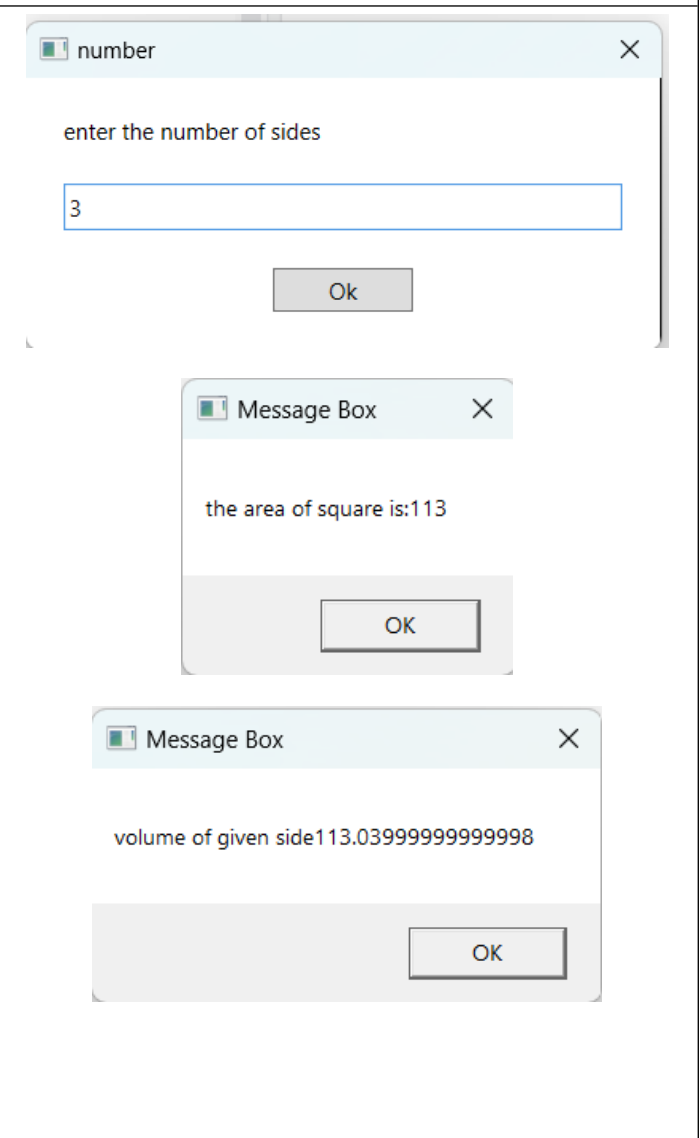 number
enter the number of sides
3
Ok
Message Box
the area of square is:113
OK
Message Box
volume of given side113.03999999999998
OK